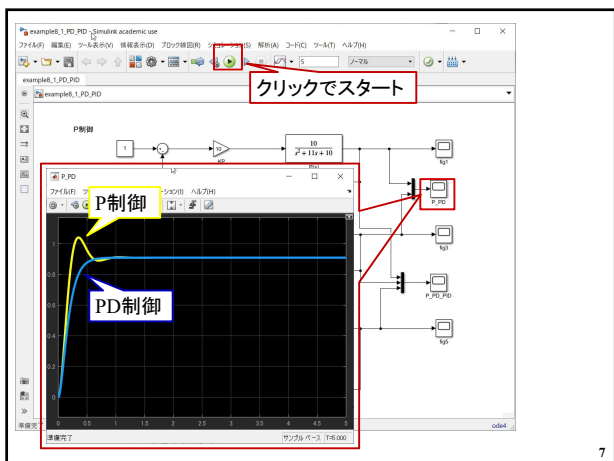 example8_1_PD_PID - Simulink academic use
ファイル(F) 編集(E) ツール表示(V) 情報表示(D) ブロック線図(R) シミュレーション(S) 解析(A) コード(C) ツール(T) ヘルプ(H)
5 ノーマル
example8_1_PD_PID
クリックでスタート
example8_1_PD_PID
P制御
1
10
KP
10
s² + 11s + 10
fig1
P_PD
fig3
P_PD_PID
fig5
P_PD
ヘルプ(H)
P制御
PD制御
1
0.8
0.6
0.4
0.2
0
0 0.5 1 1.5 2 2.5 3 3.5 4 4.5 5
準備完了 サンプル ベース T=5.000
ode4
7